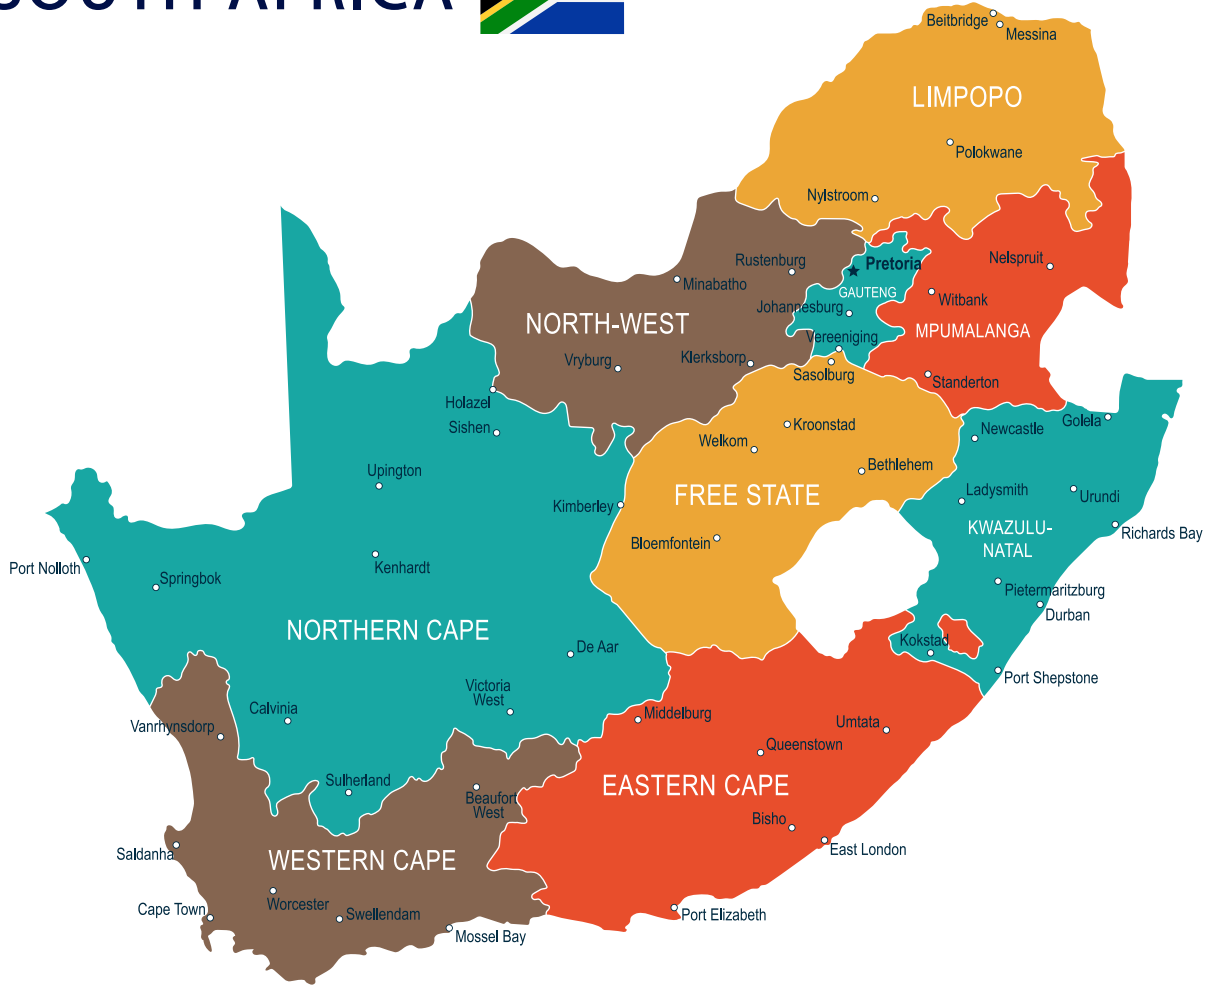 SOUTH AFRICA
Beitbridge
Messina
LIMPOPO
Polokwane
Nylstroom
Rustenburg
Pretoria
Nelspruit
Minabatho
GAUTENG
Witbank
Johannesburg
NORTH-WEST
MPUMALANGA
Vereeniging
Vryburg
Klerksborp
Sasolburg
Standerton
Holazel
Sishen
Kroonstad
Newcastle
Golela
Welkom
Bethlehem
Upington
FREE STATE
Ladysmith
Urundi
Kimberley
KWAZULU-
NATAL
Richards Bay
Bloemfontein
Port Nolloth
Kenhardt
Springbok
Pietermaritzburg
Durban
NORTHERN CAPE
De Aar
Kokstad
Port Shepstone
Victoria
West
Calvinia
Vanrhynsdorp
Middelburg
Umtata
Queenstown
Sulherland
EASTERN CAPE
Beaufort
West
Bisho
East London
Saldanha
WESTERN CAPE
Worcester
Cape Town
Swellendam
Port Elizabeth
Mossel Bay